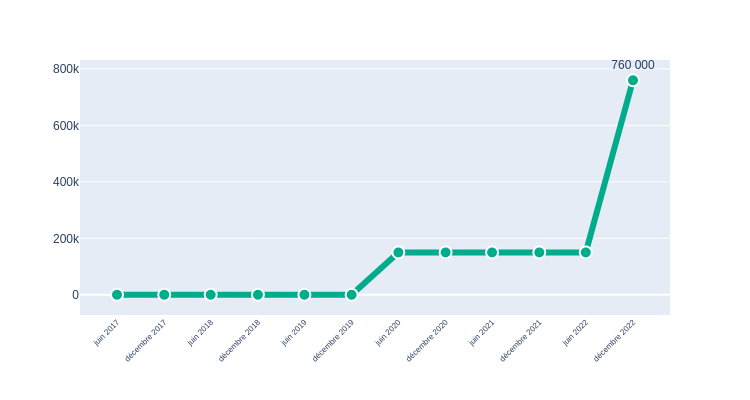 760 000
800k
600k
400k
200k
0
juin 2017
décembre 2017
juin 2018
décembre 2018
juin 2019
décembre 2019
juin 2020
décembre 2020
juin 2021
décembre 2021
juin 2022
décembre 2022